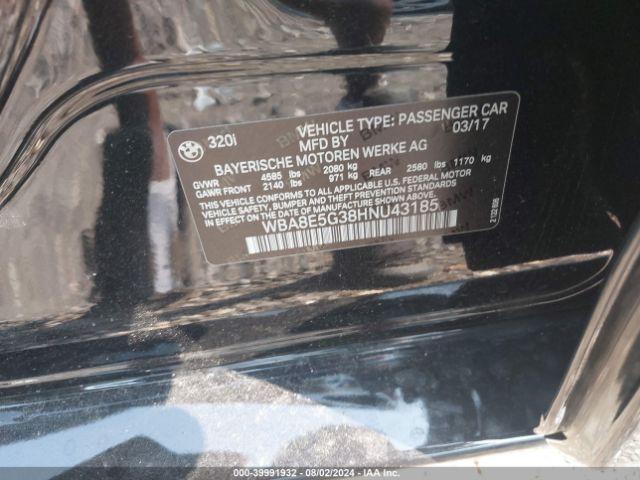 320i VEHICLE TYPE: PASSENGER CAR
MFD BY 03/17
BAYERISCHE MOTOREN WERKE AG
GVWR 4585 lbs 2080 kg
GAWR FRONT 2140 lbs 971 kg REAR 2580 lbs 1170 kg
THIS VEHICLE CONFORMS TO ALL APPLICABLE U.S. FEDERAL MOTOR
VEHICLE SAFETY, BUMPER, AND THEFT PREVENTION STANDARDS
IN EFFECT ON THE DATE OF MANUFACTURE SHOWN ABOVE.
WBA8E5G38HNU43185
000-39991932 - 08/02/2024 - IAA Inc.